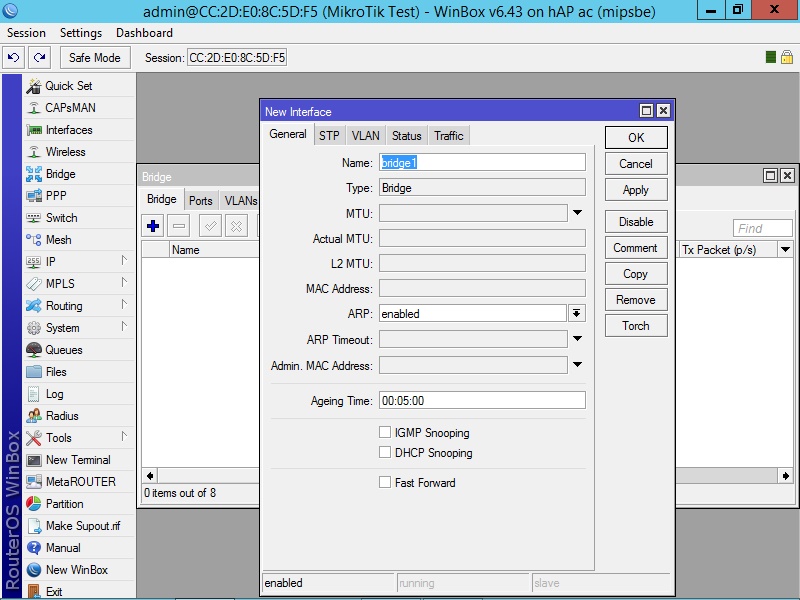 admin@CC:2D:E0:8C:5D:F5 (MikroTik Test) - WinBox v6.43 on hAP ac (mipsbe)
Session Settings Dashboard
Safe Mode Session: CC:2D:E0:8C:5D:F5
Quick Set
CAPsMAN
Interfaces
Wireless
Bridge
PPP
Switch
Mesh
IP
MPLS
Routing
System
Queues
Files
Log
Radius
Tools
New Terminal
MetaROUTER
Partition
Make Supout.rif
Manual
New WinBox
Exit
RouterOS WinBox
Bridge
Bridge Ports VLANs
Find
Name Tx Packet (p/s)
0 items out of 8
New Interface
General STP VLAN Status Traffic
Name: bridge1
Type: Bridge
MTU:
Actual MTU:
L2 MTU:
MAC Address:
ARP: enabled
ARP Timeout:
Admin. MAC Address:
Ageing Time: 00:05:00
IGMP Snooping
DHCP Snooping
Fast Forward
OK
Cancel
Apply
Disable
Comment
Copy
Remove
Torch
enabled running slave